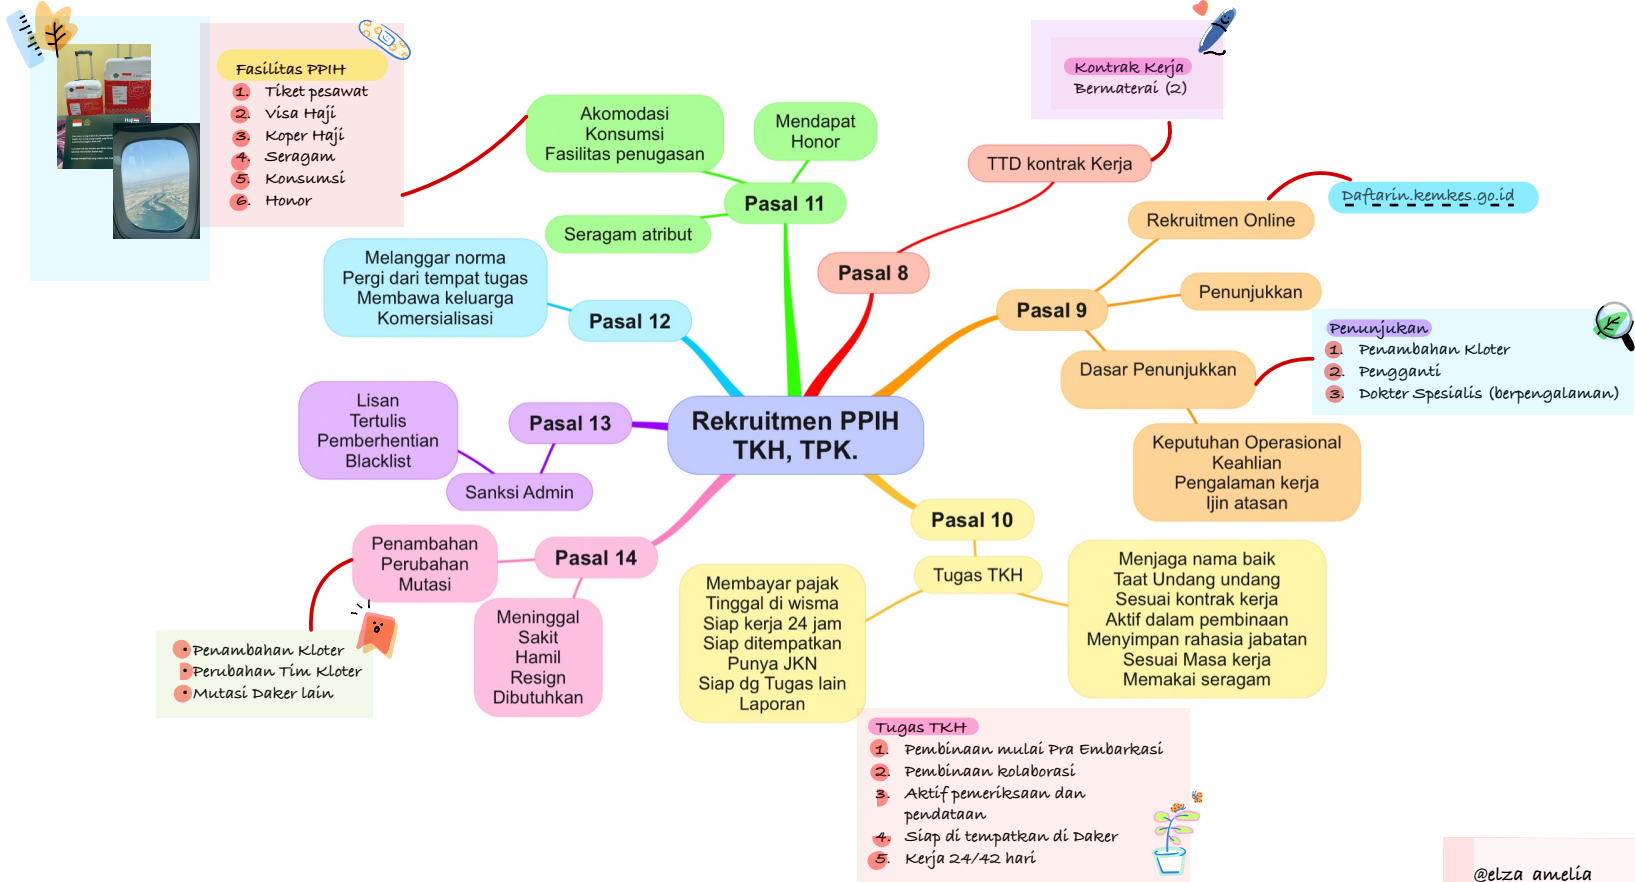 Fasilitas PPIH
1. Tiket pesawat
2. Visa Haji
3. Koper Haji
4. Seragam
5. Konsumsi
6. Honor
Akomodasi
Konsumsi
Fasilitas penugasan
Mendapat
Honor
Pasal 11
Seragam atribut
Kontrak Kerja
Bermaterai (2)
TTD kontrak Kerja
Pasal 8
Rekruitmen Online
Daftarin.kemkes.go.id
Pasal 9
Penunjukkan
Dasar Penunjukkan
Penunjukan
1. Penambahan Kloter
2. Pengganti
3. Dokter Spesialis (berpengalaman)
Keputuhan Operasional
Keahlian
Pengalaman kerja
Ijin atasan
Melanggar norma
Pergi dari tempat tugas
Membawa keluarga
Komersialisasi
Pasal 12
Lisan
Tertulis
Pemberhentian
Blacklist
Pasal 13
Sanksi Admin
Rekruitmen PPIH
TKH, TPK.
Pasal 14
Penambahan
Perubahan
Mutasi
Meninggal
Sakit
Hamil
Resign
Dibutuhkan
• Penambahan Kloter
• Perubahan Tim Kloter
• Mutasi Daker lain
Pasal 10
Tugas TKH
Membayar pajak
Tinggal di wisma
Siap kerja 24 jam
Siap ditempatkan
Punya JKN
Siap dg Tugas lain
Laporan
Menjaga nama baik
Taat Undang undang
Sesuai kontrak kerja
Aktif dalam pembinaan
Menyimpan rahasia jabatan
Sesuai Masa kerja
Memakai seragam
Tugas TKH
1. Pembinaan mulai Pra Embarkasi
2. Pembinaan kolaborasi
3. Aktif pemeriksaan dan
pendataan
4. Siap di tempatkan di Daker
5. Kerja 24/42 hari
@elza_amelia